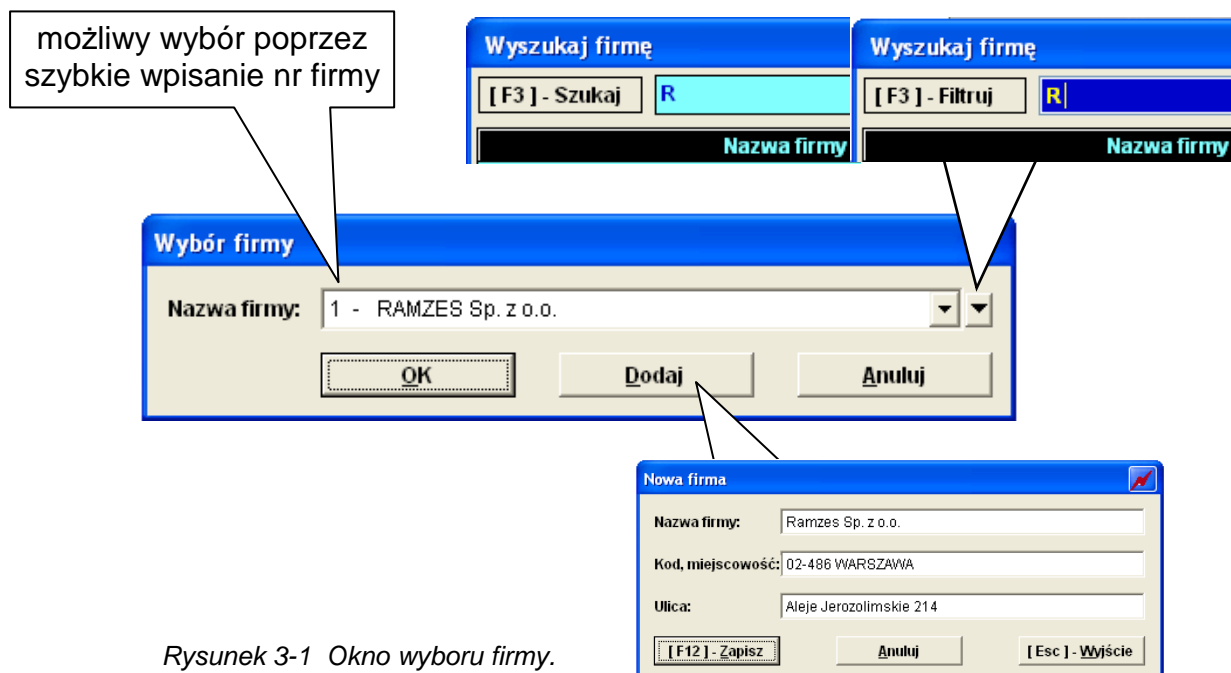 możliwy wybór poprzez
szybkie wpisanie nr firmy
Wyszukaj firmę
[ F3 ] - Szukaj R
Nazwa firmy
Wyszukaj firmę
[ F3 ] - Filtruj R
Nazwa firmy
Wybór firmy
Nazwa firmy: 1 - RAMZES Sp. z o.o.
OK Dodaj Anuluj
Nowa firma
Nazwa firmy: Ramzes Sp. z o.o.
Kod, miejscowość: 02-486 WARSZAWA
Ulica: Aleje Jerozolimskie 214
[ F12 ] - Zapisz Anuluj [ Esc ] - Wyjście
Rysunek 3-1 Okno wyboru firmy.